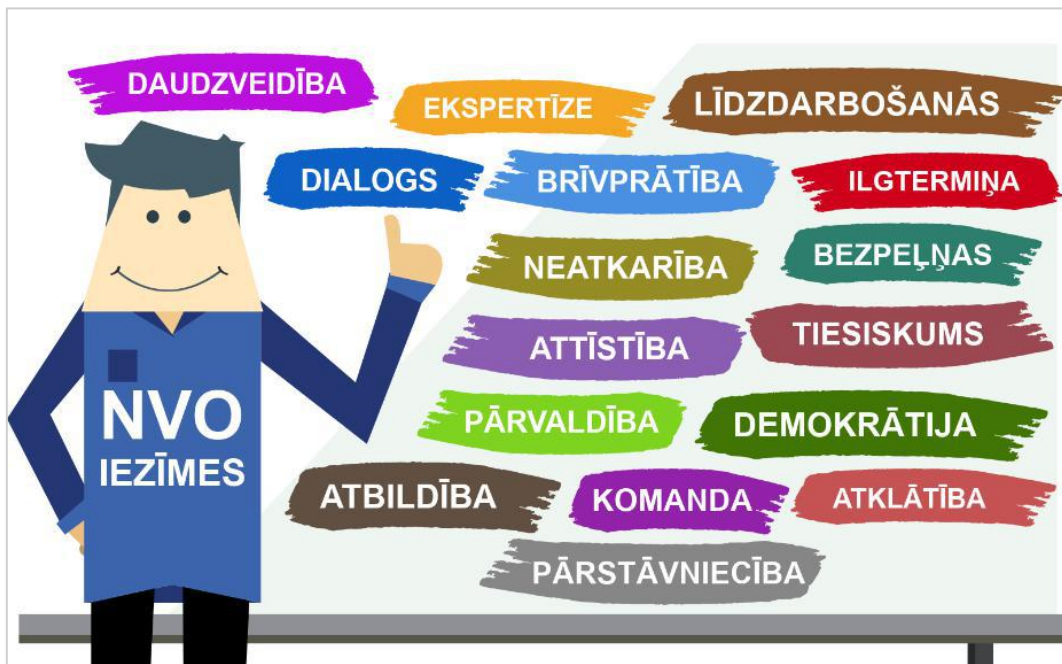 DAUDZVEIDĪBA
EKSPERTĪZE
LĪDZDARBOŠANĀS
DIALOGS
BRĪVPRĀTĪBA
ILGTERMIŅA
NEATKARĪBA
BEZPEĻŅAS
ATTĪSTĪBA
TIESISKUMS
PĀRVALDĪBA
DEMOKRĀTIJA
NVO
IEZĪMES
ATBILDĪBA
KOMANDA
ATKLĀTĪBA
PĀRSTĀVNIECĪBA